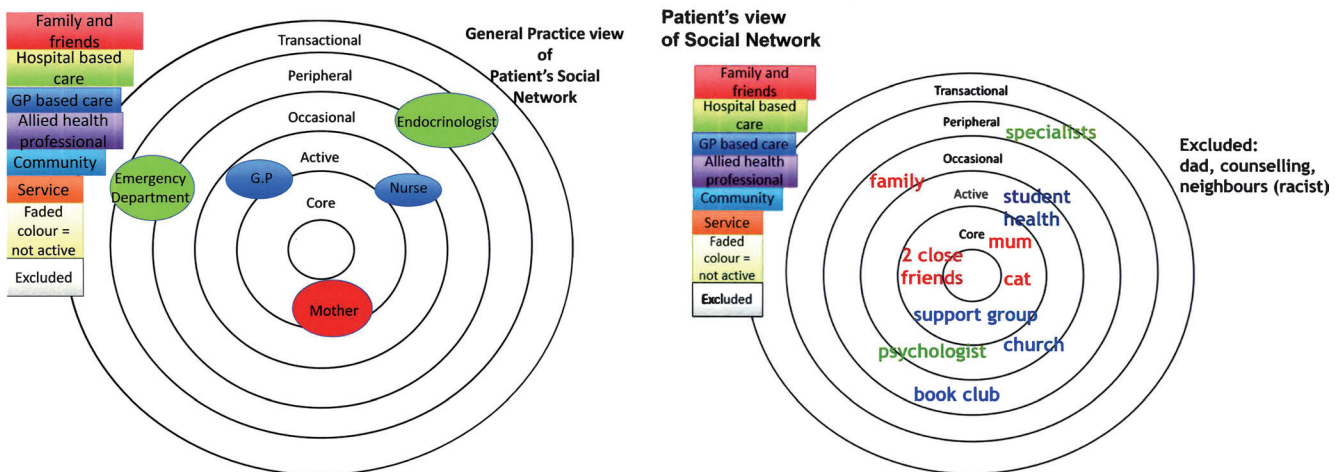 Family and
friends
Hospital based
care
GP based care
Allied health
professional
Community
Service
Faded
colour =
not active
Excluded
General Practice view
of
Patient's Social
Network
Transactional
Peripheral
Occasional
Active
Core
Endocrinologist
Emergency
Department
G.P
Nurse
Mother
Patient's view
of Social Network
Family and
friends
Hospital based
care
GP based care
Allied health
professional
Community
Service
Faded
colour =
not active
Excluded
Transactional
Peripheral
specialists
Occasional
family
Active
student
health
Core
mum
2 close
friends
cat
support group
church
psychologist
book club
Excluded:
dad, counselling,
neighbours (racist)